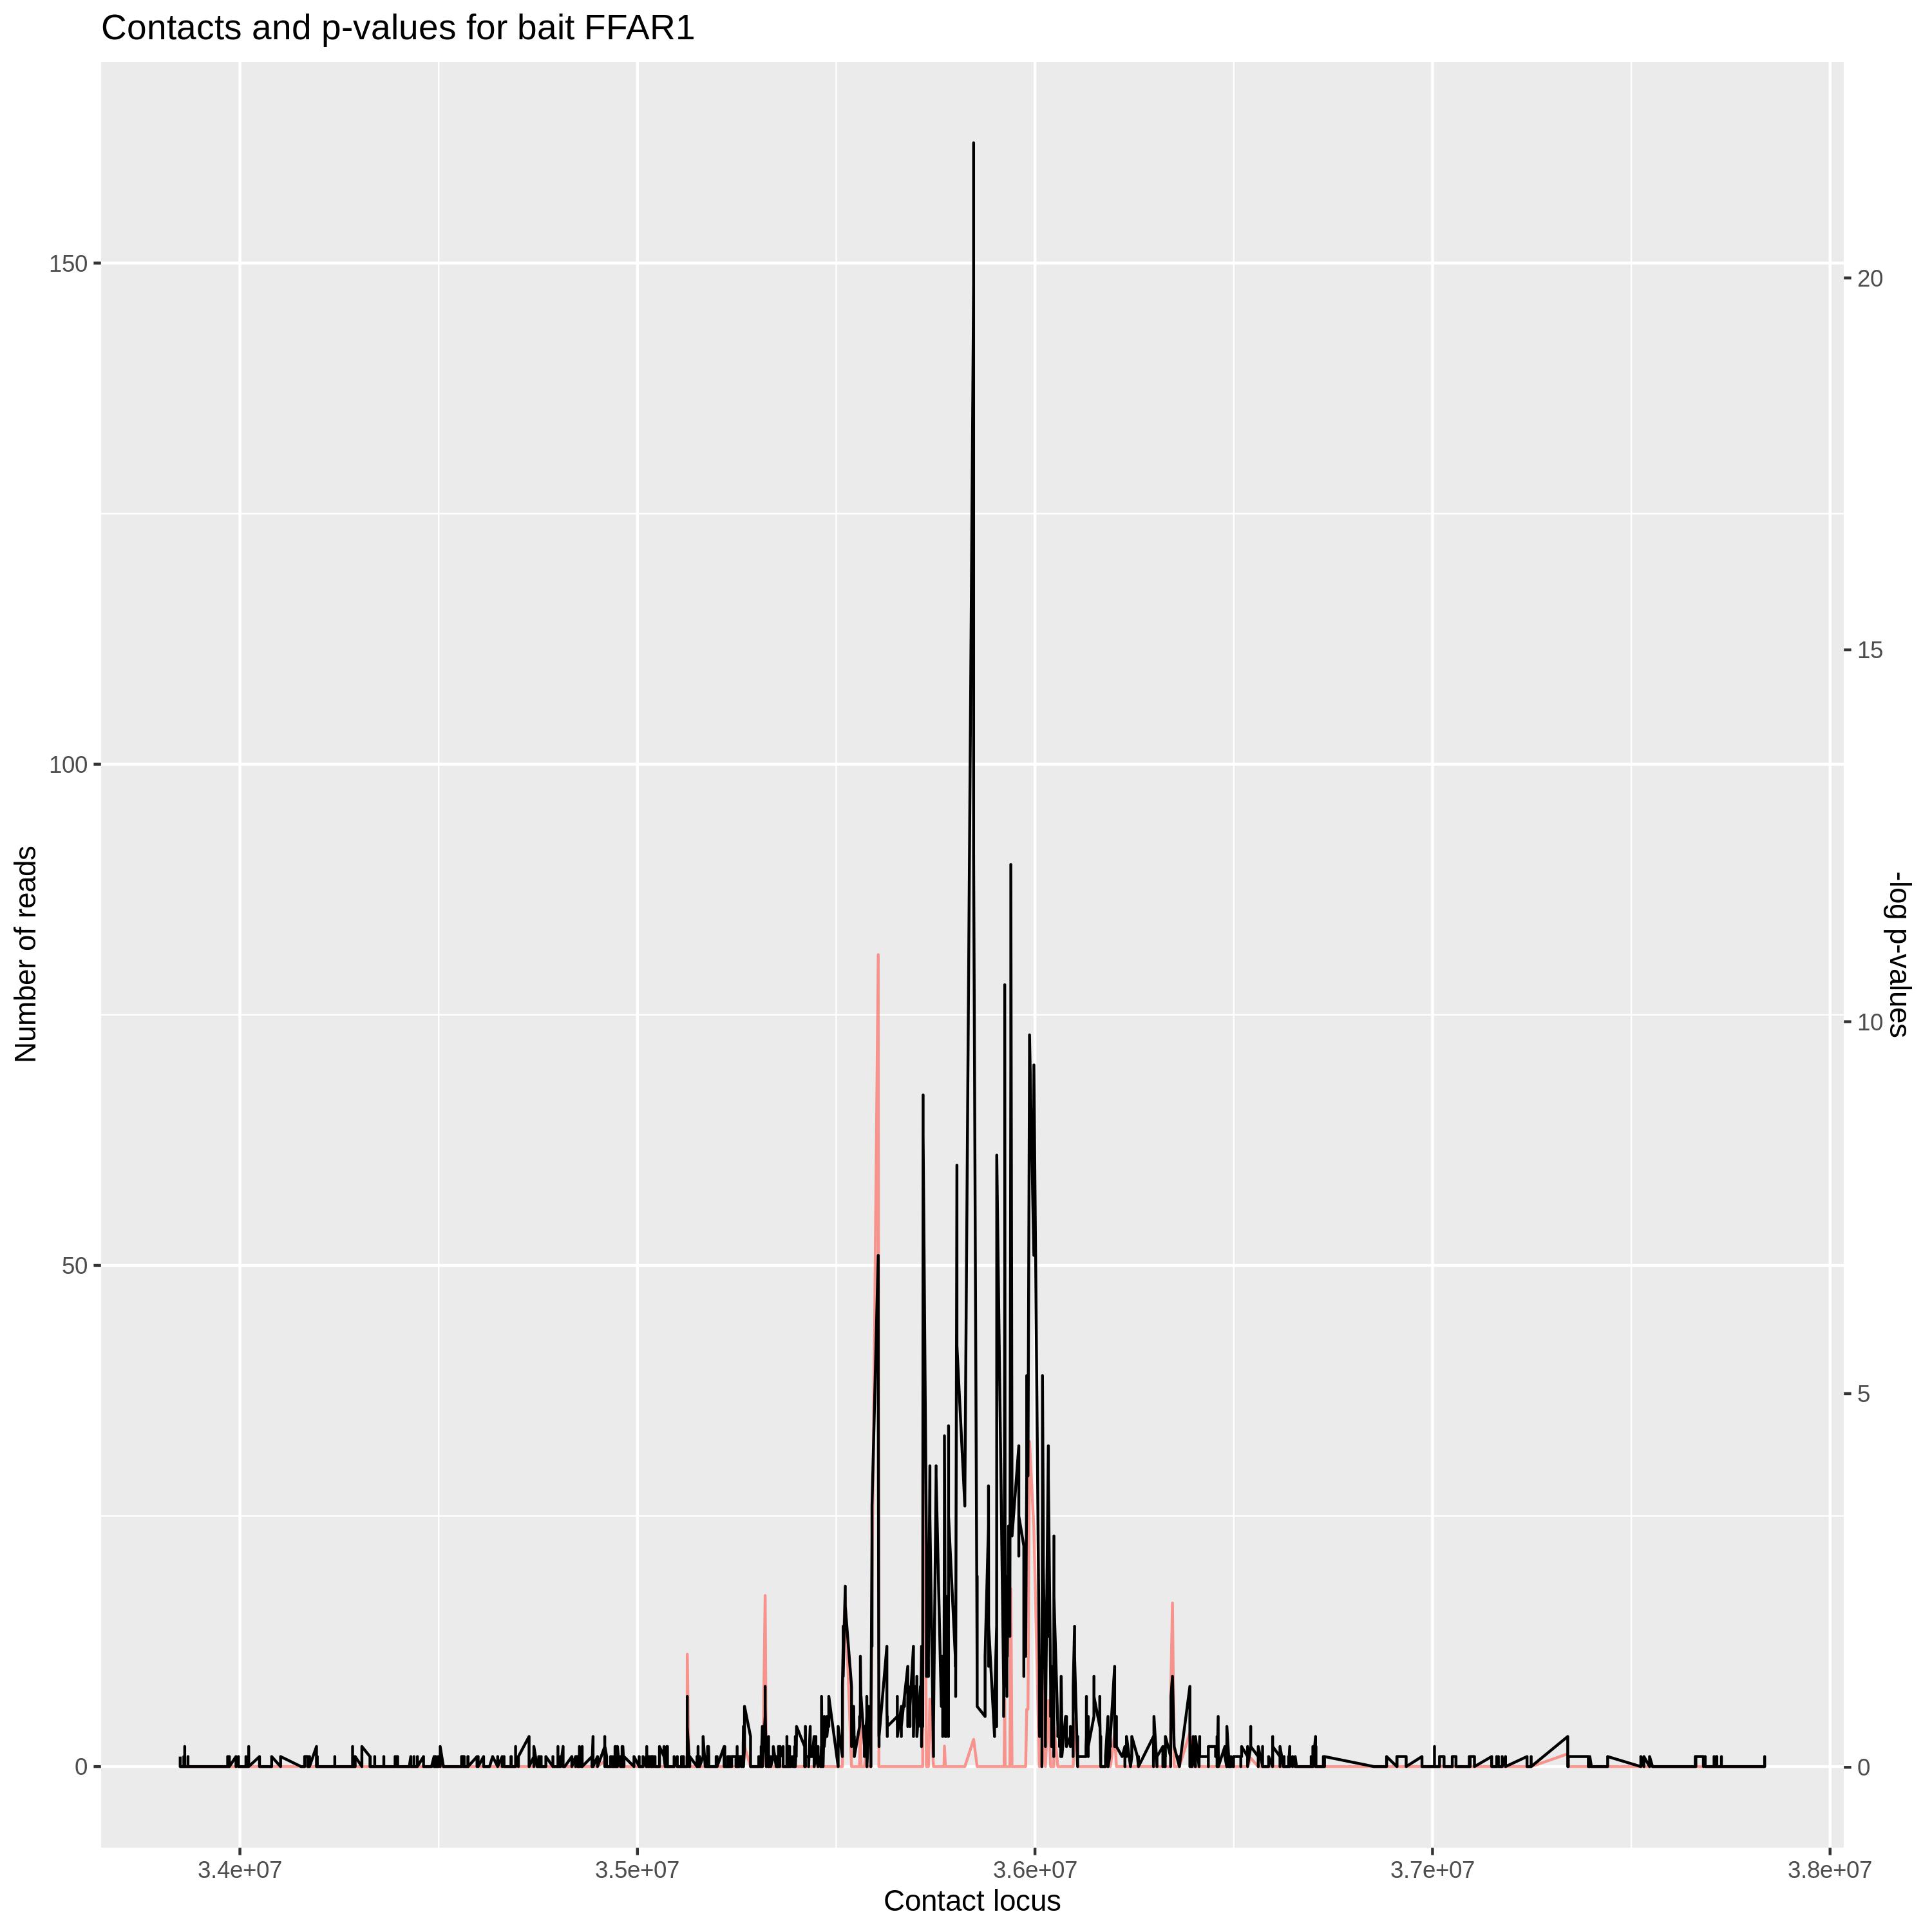 Contacts and p-values for bait FFAR1
150
100
50
0
Number of reads
20
15
10
5
0
-log p-values
3.4e+07
3.5e+07
3.6e+07
3.7e+07
3.8e+07
Contact locus